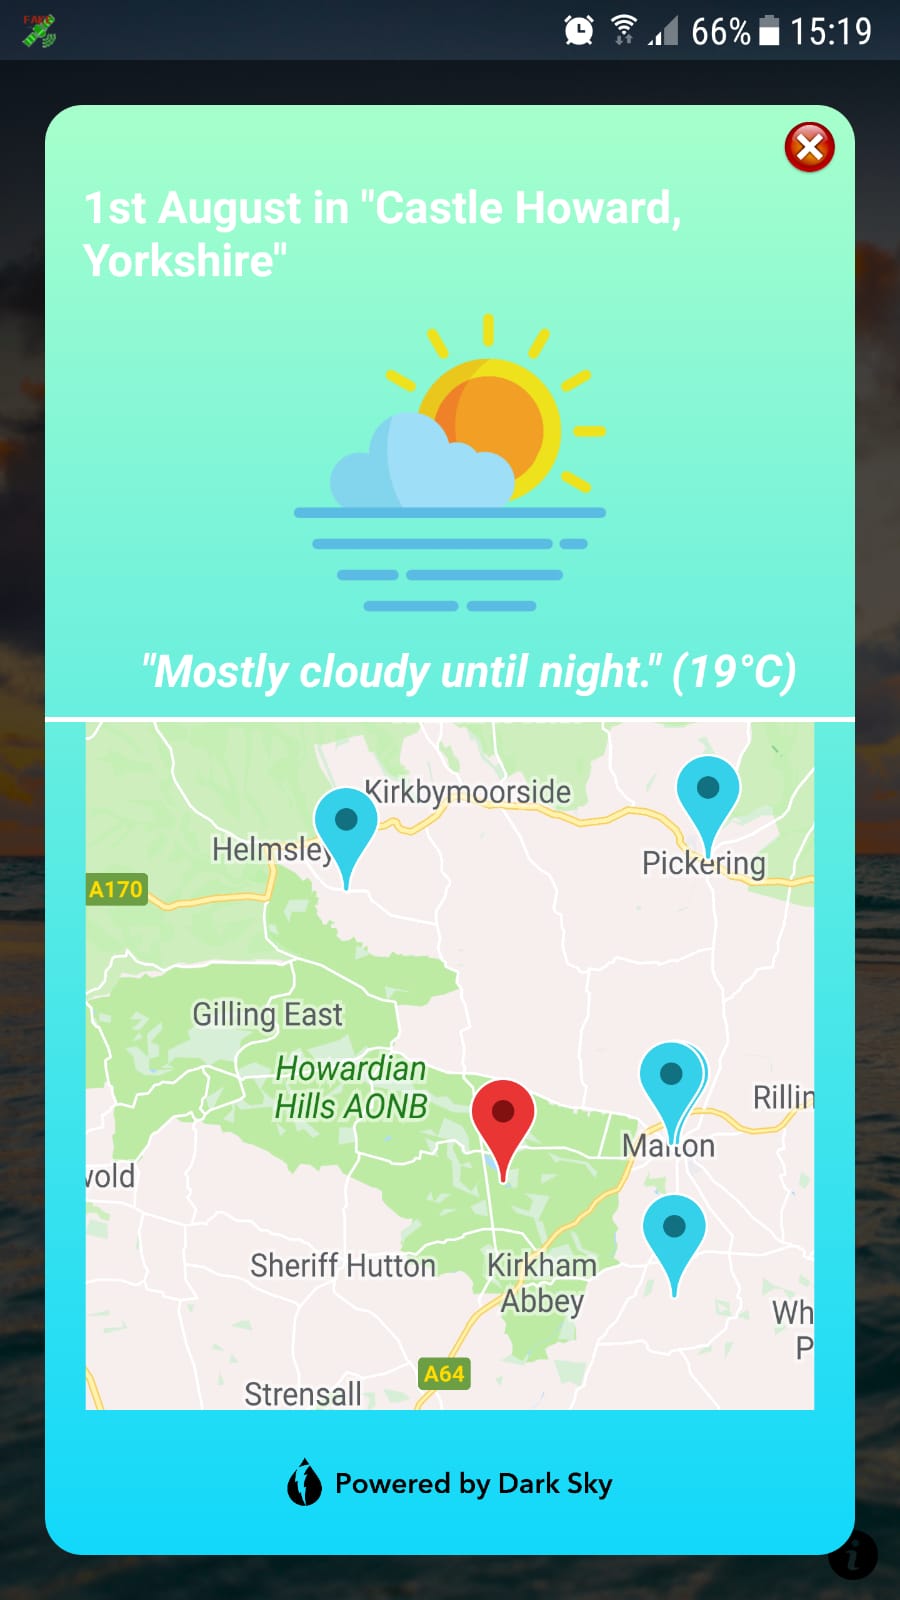 FAKE
66% 15:19
1st August in "Castle Howard,
Yorkshire"
"Mostly cloudy until night." (19°C)
Kirkbymoorside
Helmsley
Pickering
A170
Gilling East
Howardian
Hills AONB
Rillin
Malton
vold
Sheriff Hutton
Kirkham
Abbey
Wh
P
A64
Strensall
Powered by Dark Sky
i